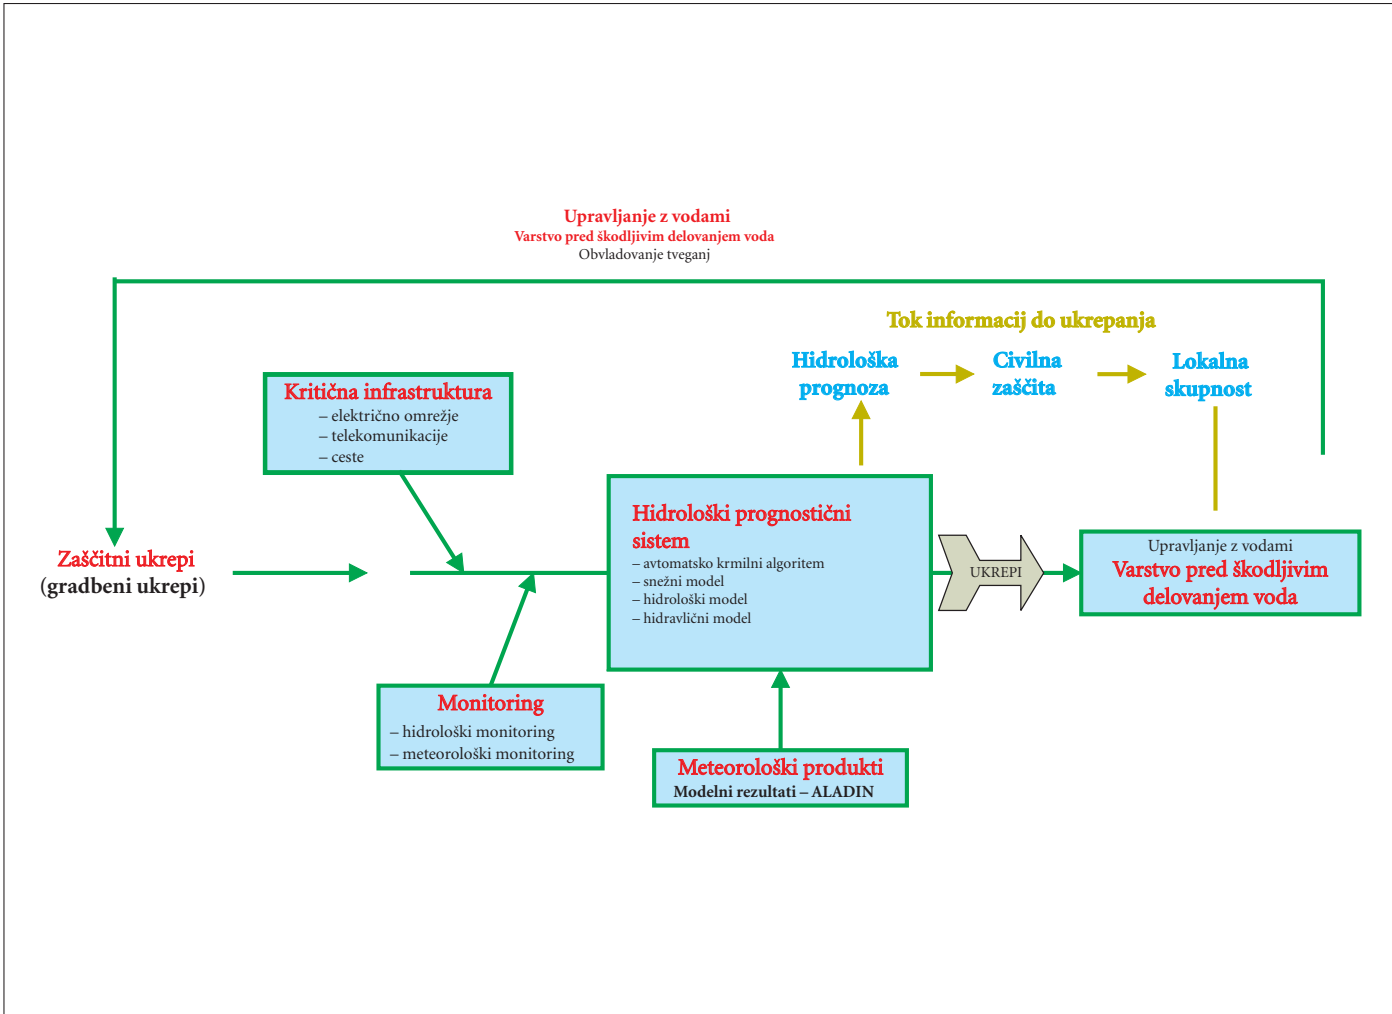 Upravljanje z vodami
Varstvo pred škodljivim delovanjem voda
Obvladovanje tveganj
Tok informacij do ukrepanja
Hidrološka
prognoza
Civilna
zaščita
Lokalna
skupnost
Kritična infrastruktura
– električno omrežje
– telekomunikacije
– ceste
Zaščitni ukrepi
(gradbeni ukrepi)
Hidrološki prognostični
sistem
– avtomatsko krmilni algoritem
– snežni model
– hidrološki model
– hidravlični model
UKREPI
Upravljanje z vodami
Varstvo pred škodljivim
delovanjem voda
Monitoring
– hidrološki monitoring
– meteorološki monitoring
Meteorološki produkti
Modelni rezultati – ALADIN